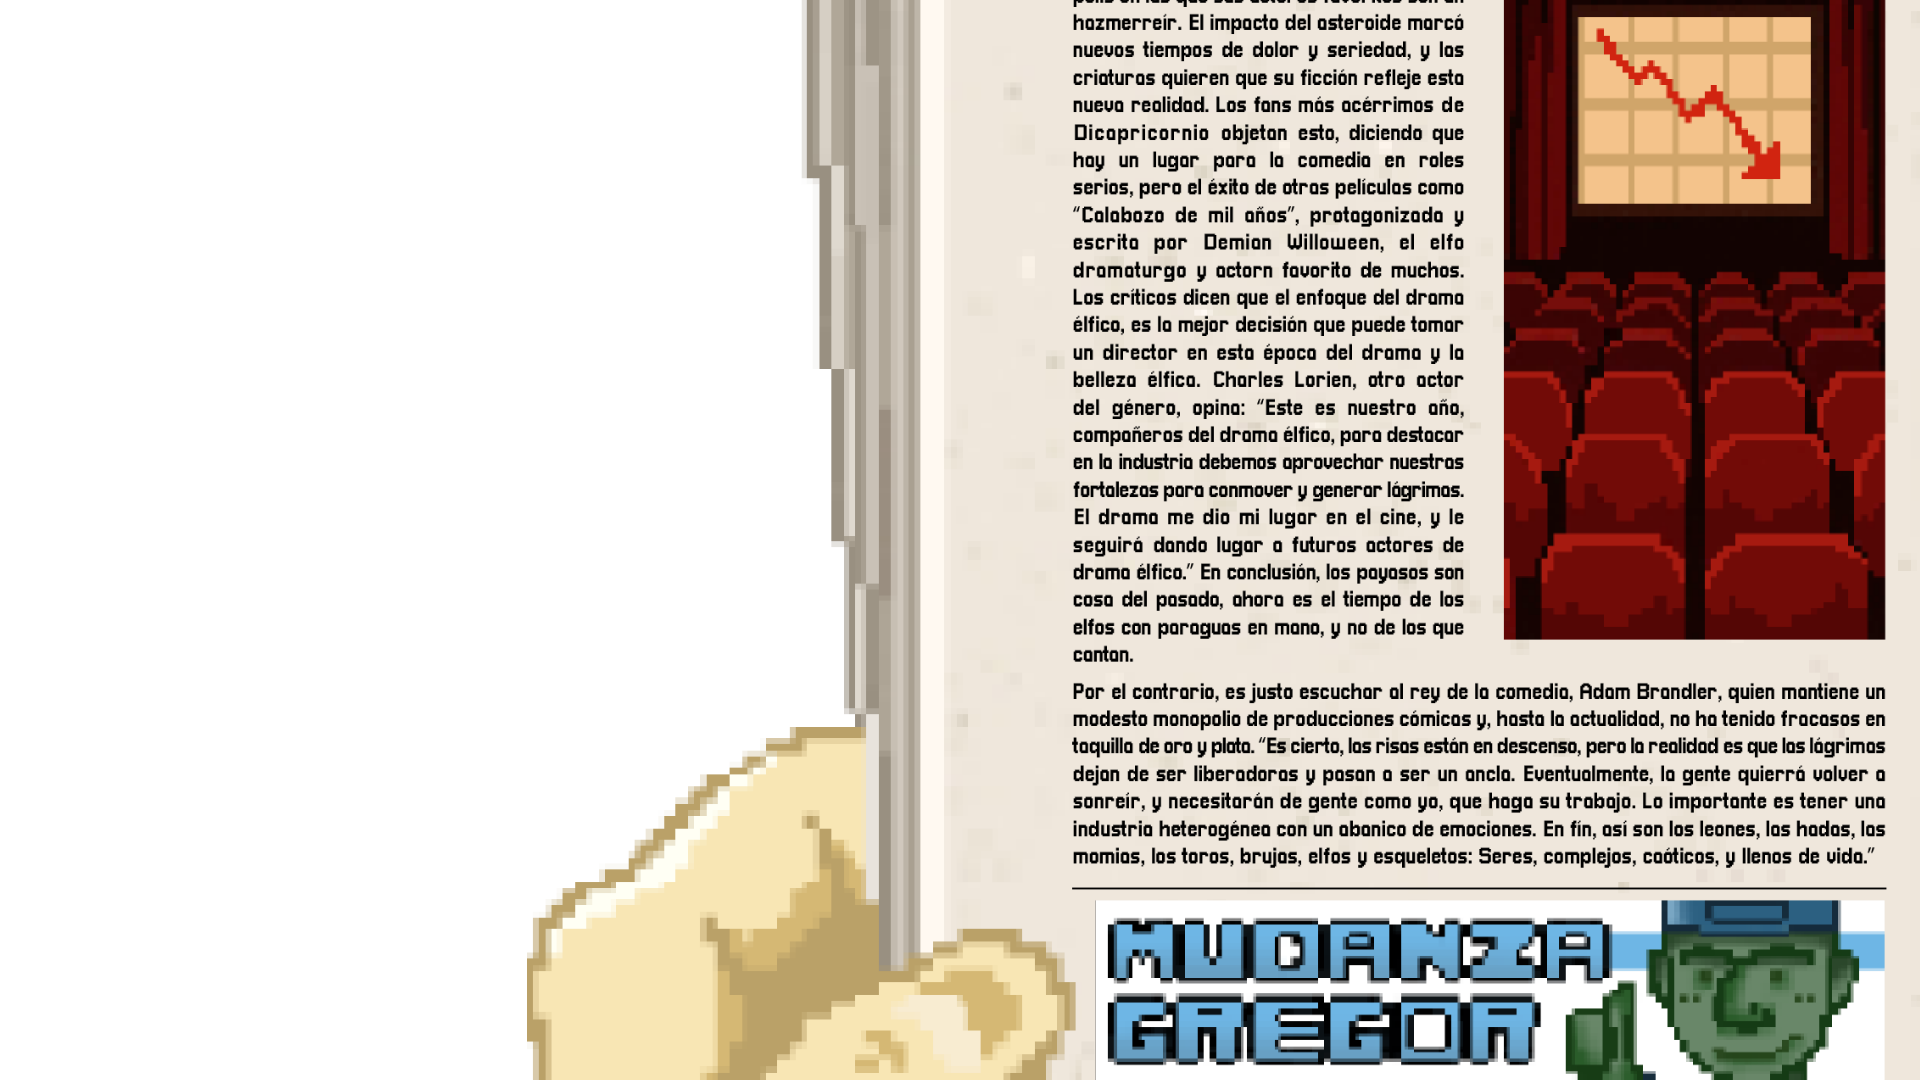 hazmerreír. El impacto del asteroide marcó
nuevos tiempos de dolor y seriedad, y las
criaturas quieren que su ficción refleje esta
nueva realidad. Los fans más acérrimos de
Dicapricornio objetan esto, diciendo que
hay un lugar para la comedia en roles
serios, pero el éxito de otras películas como
"Calabozo de mil años", protagonizada y
escrita por Demian Willoween, el elfo
dramaturgo y actorn favorito de muchos.
Los críticos dicen que el enfoque del drama
élfico, es la mejor decisión que puede tomar
un director en esta época del drama y la
belleza élfica. Charles Lorien, otro actor
del género, opina: "Este es nuestro año,
compañeros del drama élfico, para destacar
en la industria debemos aprovechar nuestras
fortalezas para conmover y generar lágrimas.
El drama me dio mi lugar en el cine, y le
seguirá dando lugar a futuros actores de
drama élfico." En conclusión, los payasos son
cosa del pasado, ahora es el tiempo de los
elfos con paraguas en mano, y no de los que
cantan.
Por el contrario, es justo escuchar al rey de la comedia, Adam Brandler, quien mantiene un
modesto monopolio de producciones cómicas y, hasta la actualidad, no ha tenido fracasos en
taquilla de oro y plata. "Es cierto, las risas están en descenso, pero la realidad es que las lágrimas
dejan de ser liberadoras y pasan a ser un ancla. Eventualmente, la gente quierrá volver a
sonreír, y necesitarán de gente como yo, que haga su trabajo. Lo importante es tener una
industria heterogénea con un abanico de emociones. En fín, así son los leones, las hadas, las
momias, los toros, brujas, elfos y esqueletos: Seres, complejos, caóticos, y llenos de vida."
MUDANZA
GREGOR